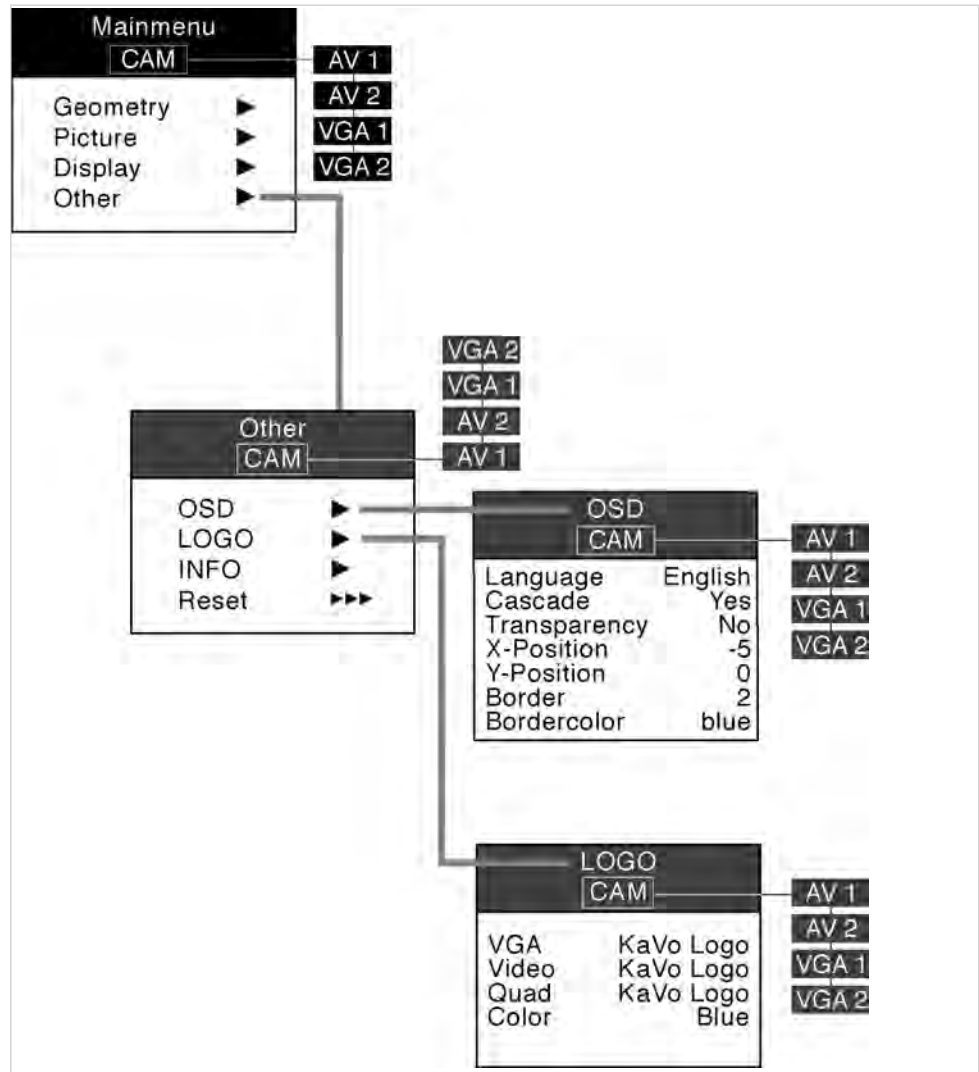 Mainmenu
CAM
AV 1
AV 2
VGA 1
VGA 2
Geometry
Picture
Display
Other
VGA 2
VGA 1
AV 2
AV 1
Other
CAM
OSD
LOGO
INFO
Reset
OSD
CAM
AV 1
AV 2
VGA 1
VGA 2
Language English
Cascade Yes
Transparency No
X-Position -5
Y-Position 0
Border 2
Bordercolor blue
LOGO
CAM
AV 1
AV 2
VGA 1
VGA 2
VGA KaVo Logo
Video KaVo Logo
Quad KaVo Logo
Color Blue